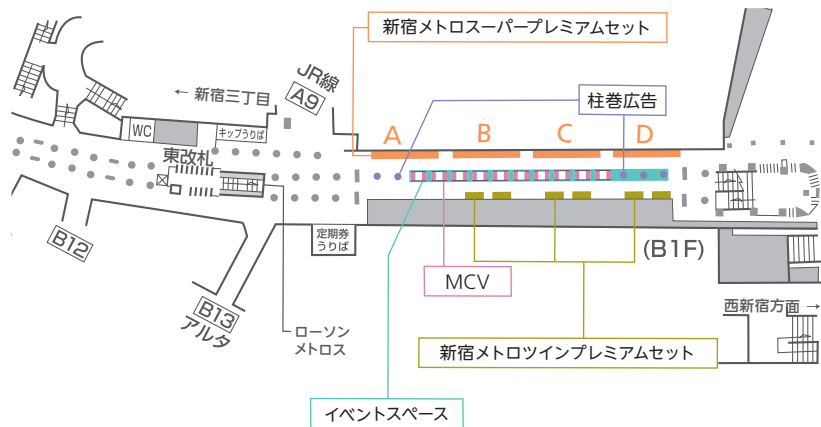 新宿メトロスーパープレミアムセット
JR線
A9
← 新宿三丁目
柱巻広告
WC
キップうりば
東改札
A
B
C
D
B12
定期券
うりば
(B1F)
MCV
B13
アルタ
ローソン
メトロス
西新宿方面 →
新宿メトロツインプレミアムセット
イベントスペース